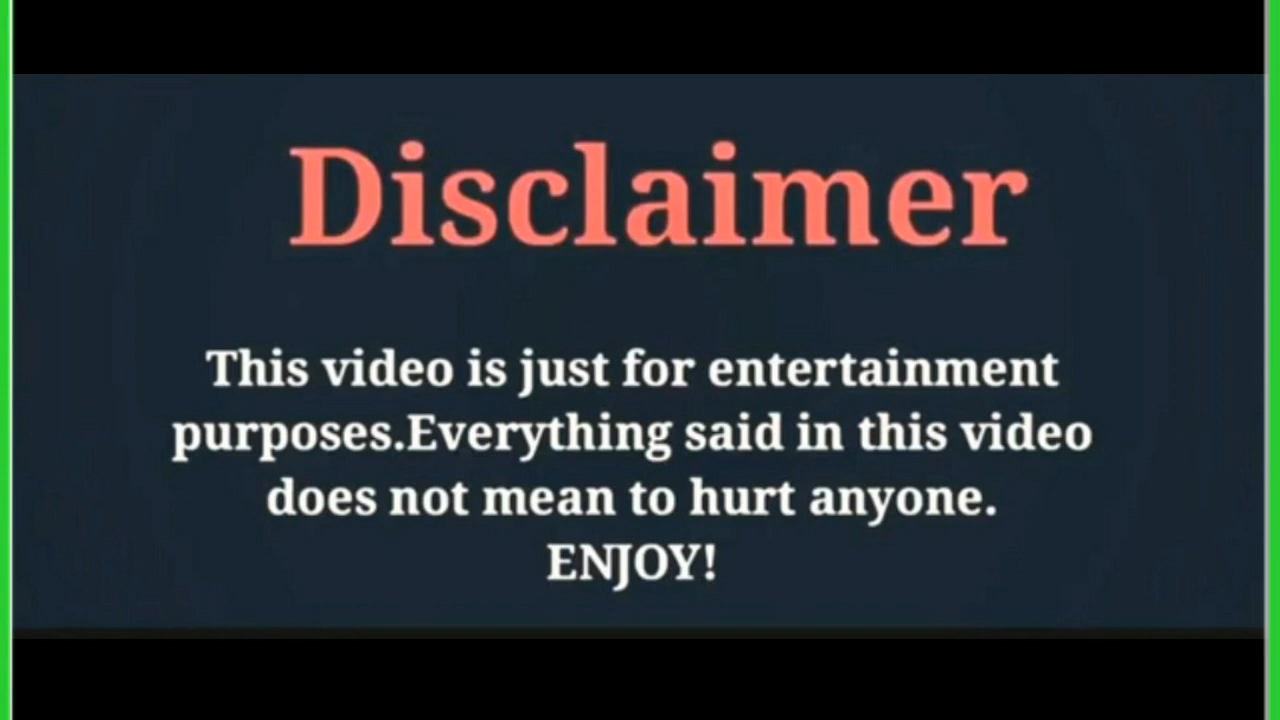 Disclaimer
This video is just for entertainment
purposes.Everything said in this video
does not mean to hurt anyone.
ENJOY!